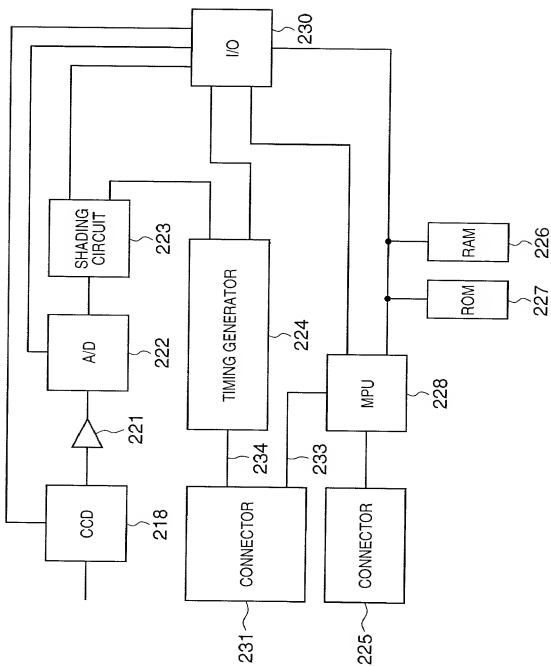 I/O
230
SHADING
CIRCUIT
223
A/D
222
221
CCD
218
TIMING GENERATOR
224
234
233
CONNECTOR
231
MPU
228
CONNECTOR
225
RAM
226
ROM
227